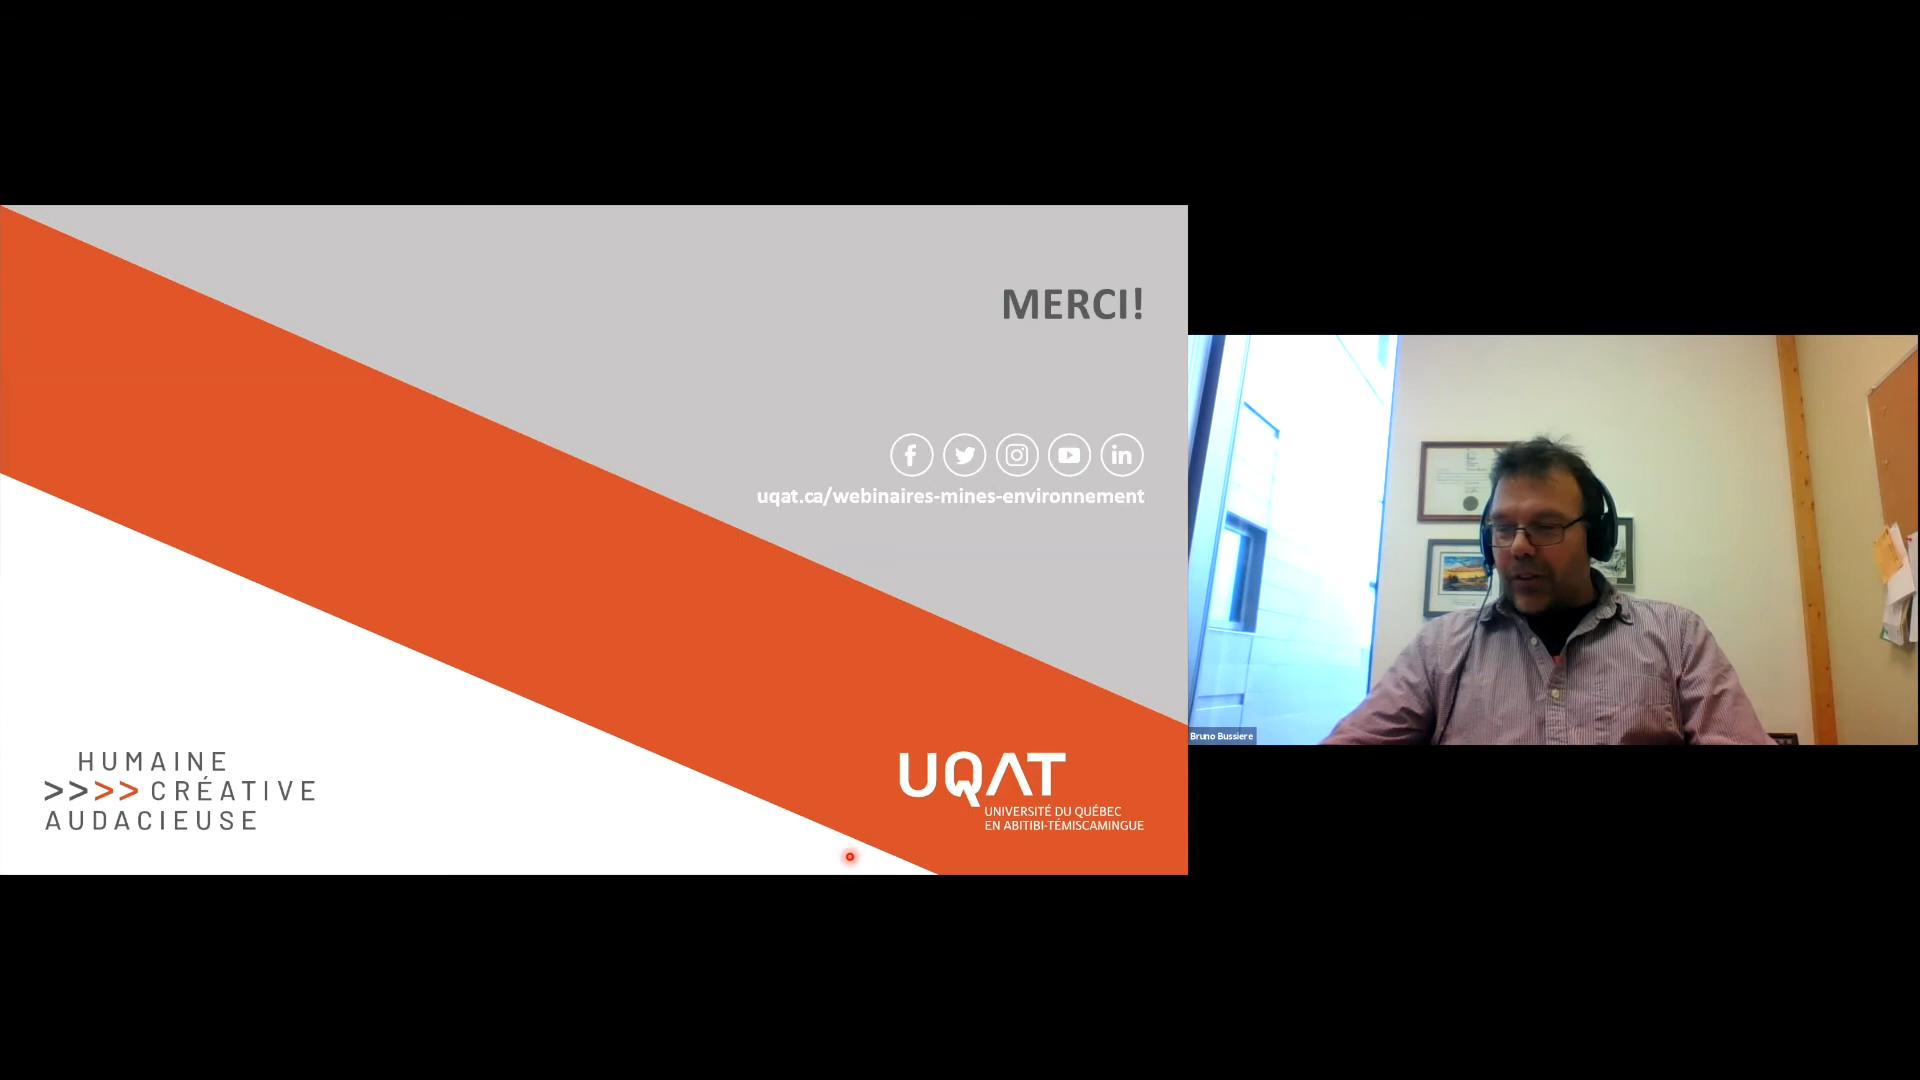 MERCI!
uqat.ca/webinaires-mines-environnement
HUMAINE
>>>> CRÉATIVE
AUDACIEUSE
UQAT
UNIVERSITÉ DU QUÉBEC
EN ABITIBI-TÉMISCAMINGUE
Bruno Bussiere